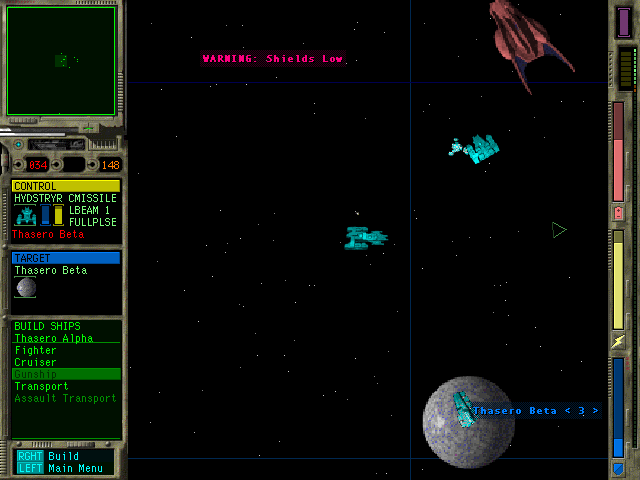 WARNING: Shields Low
034
148
CONTROL
HVDSTRYR CMISSILE
LBEAM 1
FULLPLSE
Thasero Beta
TARGET
Thasero Beta
BUILD SHIPS
Thasero Alpha
Fighter
Cruiser
Gunship
Transport
Assault Transport
Thasero Beta < 3 >
RGHT Build
LEFT Main Menu